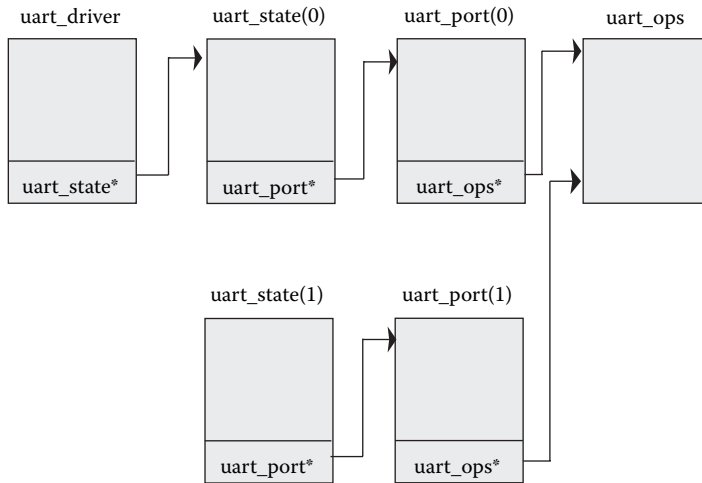 uart_driver
uart_state(0)
uart_port(0)
uart_ops
uart_state*
uart_port*
uart_ops*
uart_state(1)
uart_port(1)
uart_port*
uart_ops*